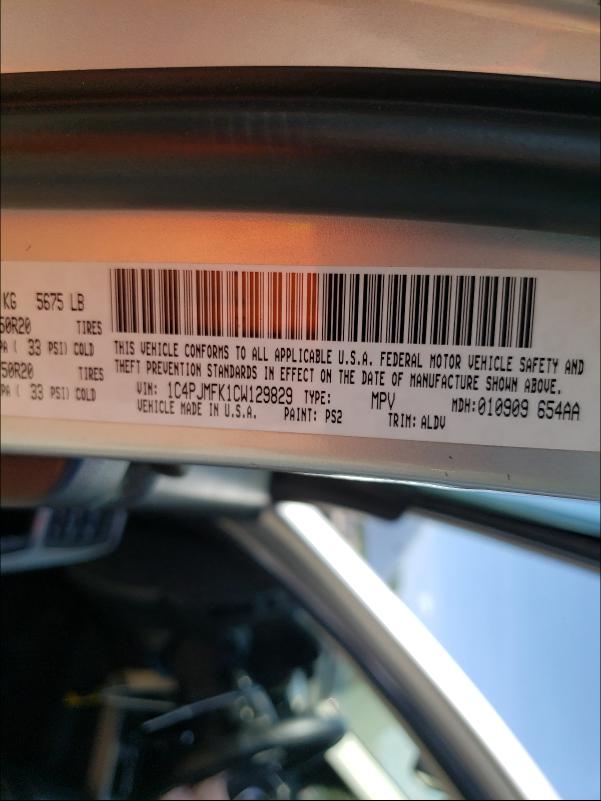 KG 5675 LB
50R20 TIRES
PA ( 33 PSI) COLD
50R20 TIRES
PA ( 33 PSI) COLD
THIS VEHICLE CONFORMS TO ALL APPLICABLE U.S.A. FEDERAL MOTOR VEHICLE SAFETY AND
THEFT PREVENTION STANDARDS IN EFFECT ON THE DATE OF MANUFACTURE SHOWN ABOVE.
VIN: 1C4PJMFK1CW129829 TYPE: MPV MDH: 010909 654AA
VEHICLE MADE IN U.S.A. PAINT: PS2 TRIM: ALDV